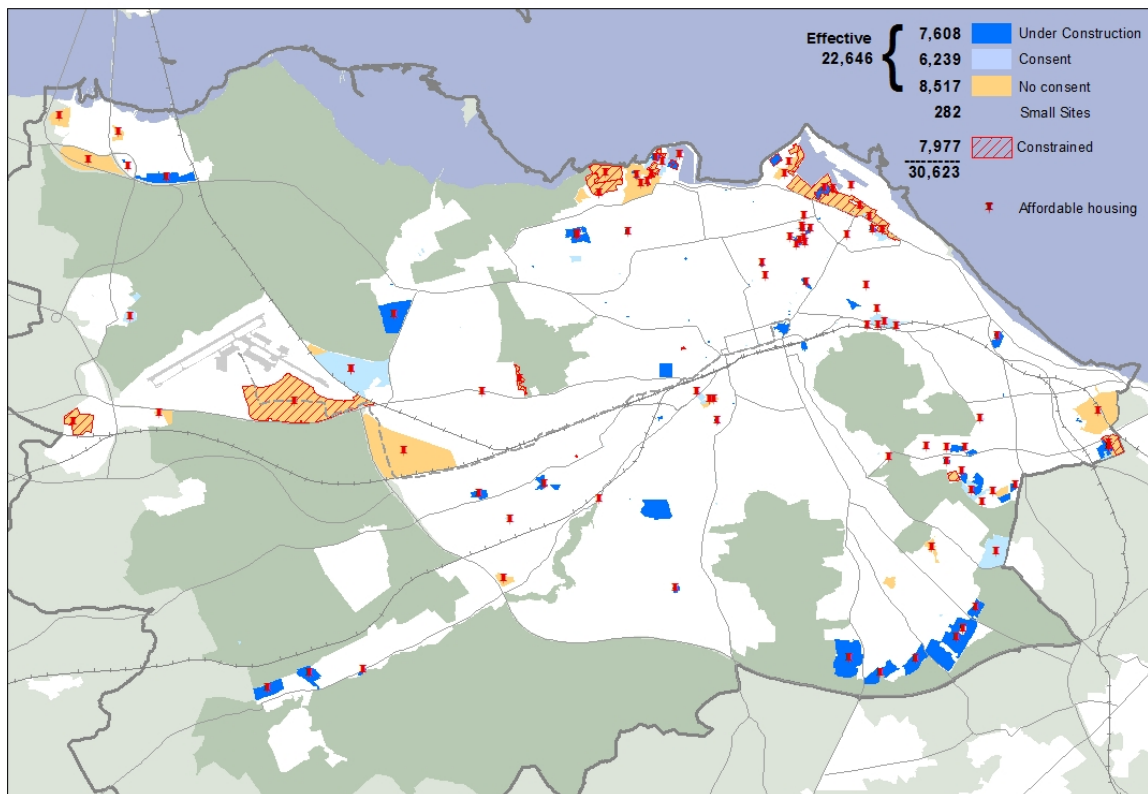 Effective
22,646
7,608 Under Construction
6,239 Consent
8,517 No consent
282 Small Sites
7,977 Constrained
30,623
Affordable housing